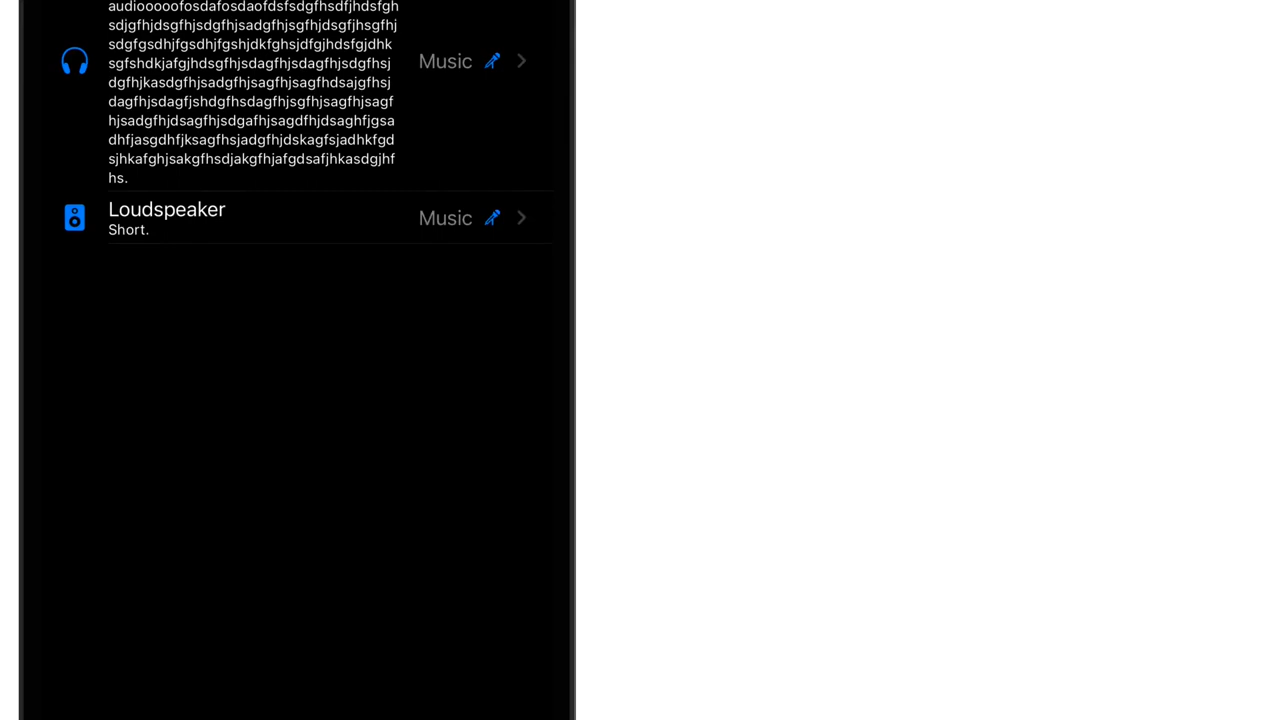 audiooooofosdafosdaofdsfsdgfhsdfjhdsfgh
sdjgfhjdsgfhjsdgfhjsadgfhjsgfhjdsgfjhsgfhj
sdgfgsdhjfgsdhjfgshjdkfghsjdfgjhdsfgjdhk
sgfshdkjafgjhdsgfhjsdagfhjsdagfhjsdgfhsj
Music
dgfhjkasdgfhjsadgfhjsagfhjsagfhdsajgfhsj
dagfhjsdagfjshdgfhsdagfhjsgfhjsagfhjsagf
hjsadgfhjdsagfhjsdgafhjsagdfhjdsaghfjgsa
dhfjasgdhfjksagfhsjadgfhjdskagfsjadhkfgd
sjhkafghjsakgfhsdjakgfhjafgdsafjhkasdgjhf
hs.
Loudspeaker
Music
Short.